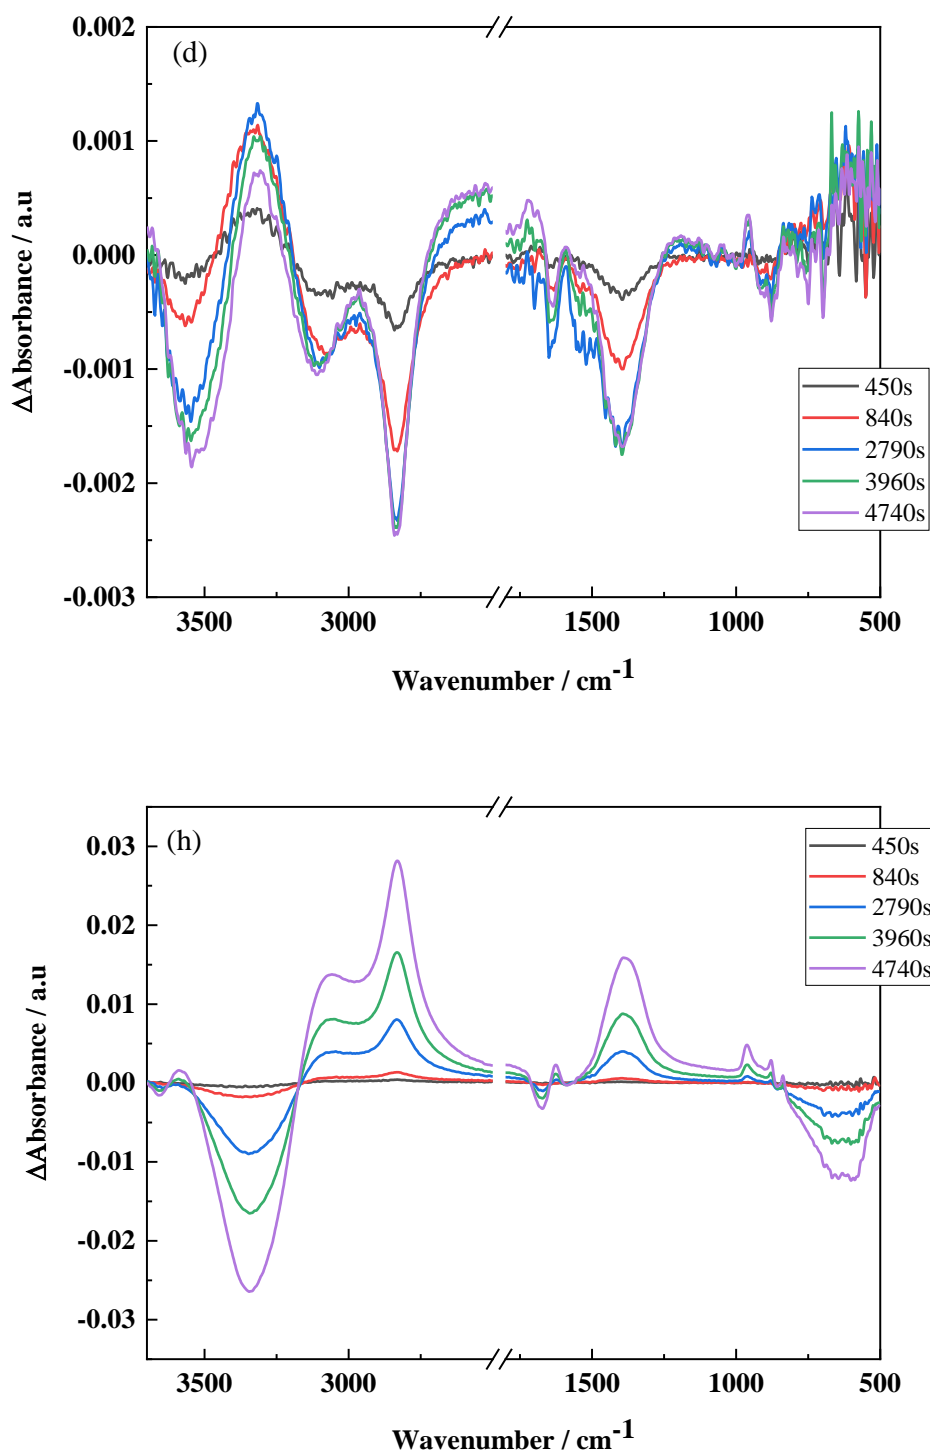 (d)
0.002
0.001
0.000
-0.001
-0.002
-0.003
ΔAbsorbance / a.u
450s
840s
2790s
3960s
4740s
3500 3000 1500 1000 500
Wavenumber / cm-1
(h)
0.03
0.02
0.01
0.00
-0.01
-0.02
-0.03
ΔAbsorbance / a.u
450s
840s
2790s
3960s
4740s
3500 3000 1500 1000 500
Wavenumber / cm-1